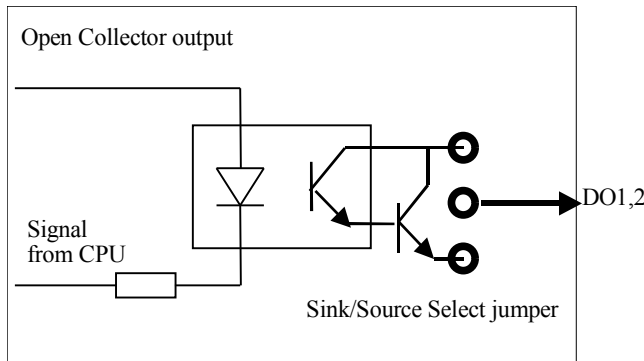 Open Collector output
DO1,2
Signal
from CPU
Sink/Source Select jumper